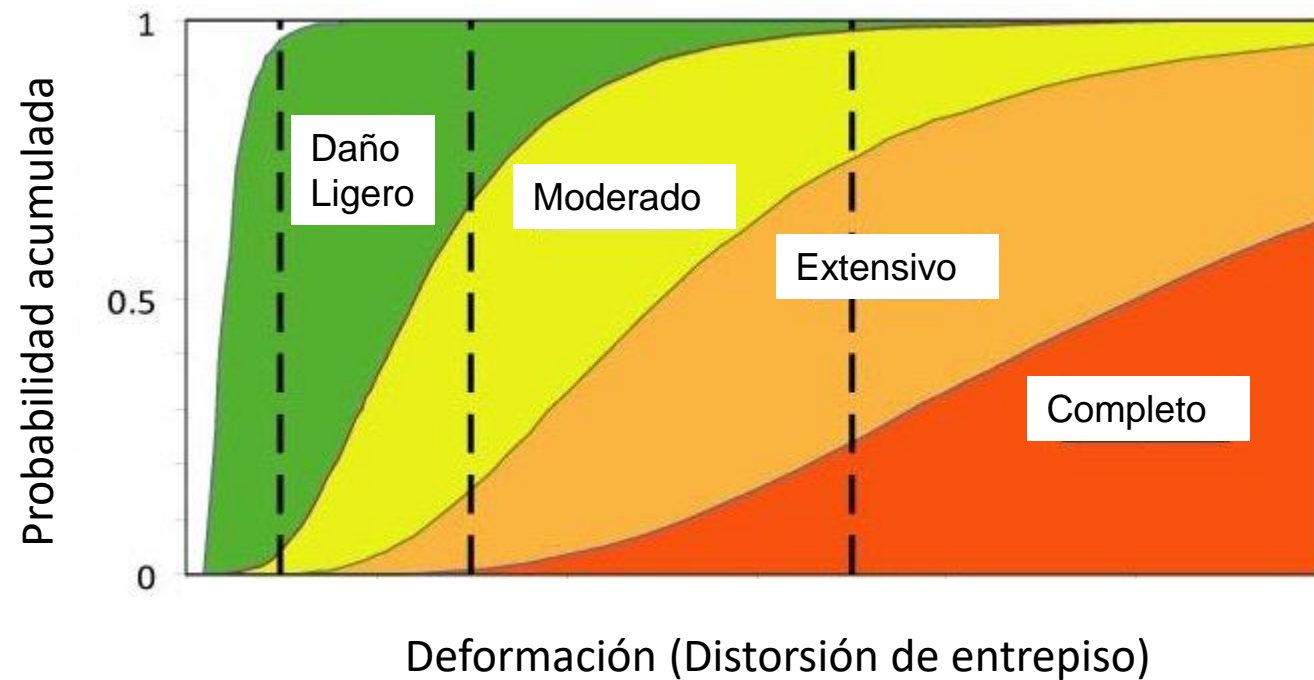 Probabilidad acumulada
1
0.5
0
Daño
Ligero
Moderado
Extensivo
Completo
Deformación (Distorsión de entrepiso)